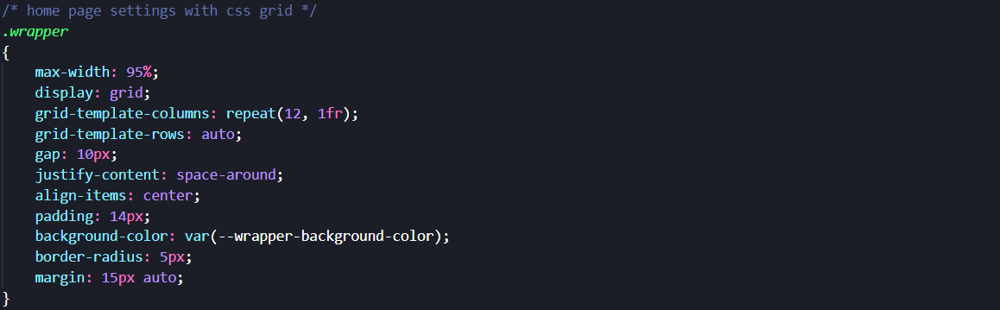 /* home page settings with css grid */
.wrapper
{
    max-width: 95%;
    display: grid;
    grid-template-columns: repeat(12, 1fr);
    grid-template-rows: auto;
    gap: 10px;
    justify-content: space-around;
    align-items: center;
    padding: 14px;
    background-color: var(--wrapper-background-color);
    border-radius: 5px;
    margin: 15px auto;
}